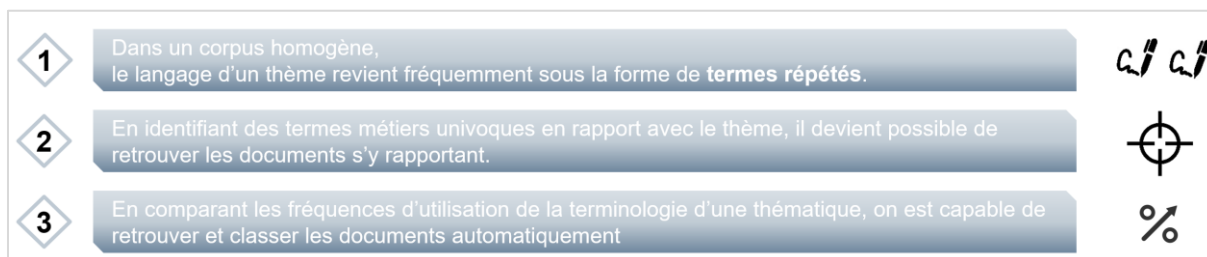 1
Dans un corpus homogène,
le langage d’un thème revient fréquemment sous la forme de termes répétés.
2
En identifiant des termes métiers univoques en rapport avec le thème, il devient possible de
retrouver les documents s’y rapportant.
3
En comparant les fréquences d’utilisation de la terminologie d’une thématique, on est capable de
retrouver et classer les documents automatiquement